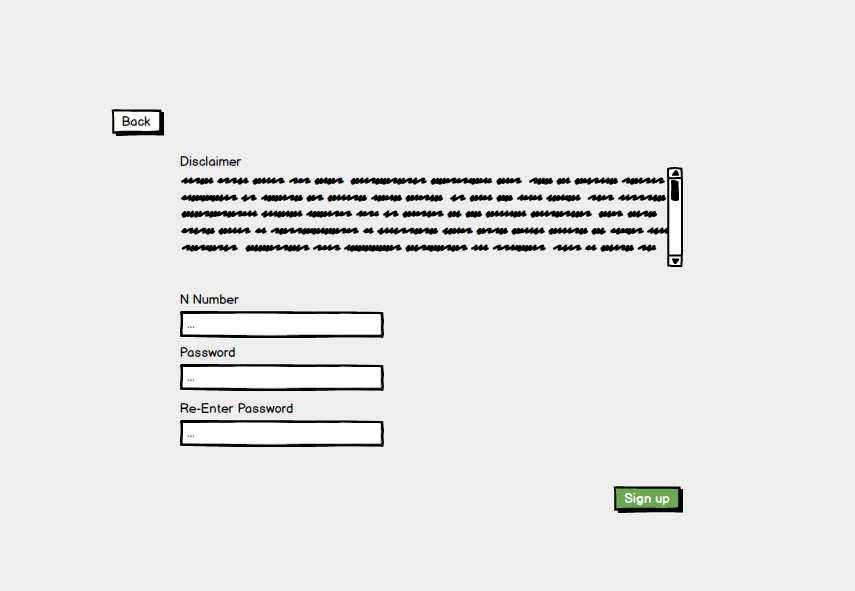 Back
Disclaimer
N Number
...
Password
...
Re-Enter Password
...
Sign up